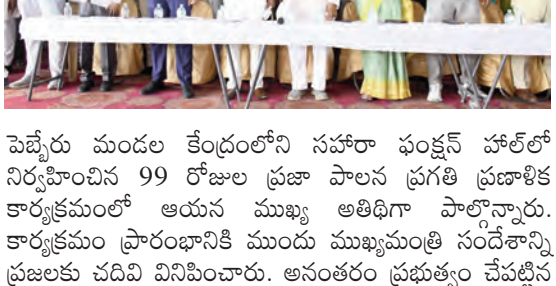 పెబ్బేరు మండల కేంద్రంలోని సహారా ఫంక్షన్ హాల్‌లో
నిర్వహించిన 99 రోజుల ప్రజా పాలన ప్రగతి ప్రణాళిక
కార్యక్రమంలో ఆయన ముఖ్య అతిథిగా పాల్గొన్నారు.
కార్యక్రమం ప్రారంభానికి ముందు ముఖ్యమంత్రి సందేశాన్ని
ప్రజలకు చదివి వినిపించారు. అనంతరం ప్రభుత్వం చేపట్టిన